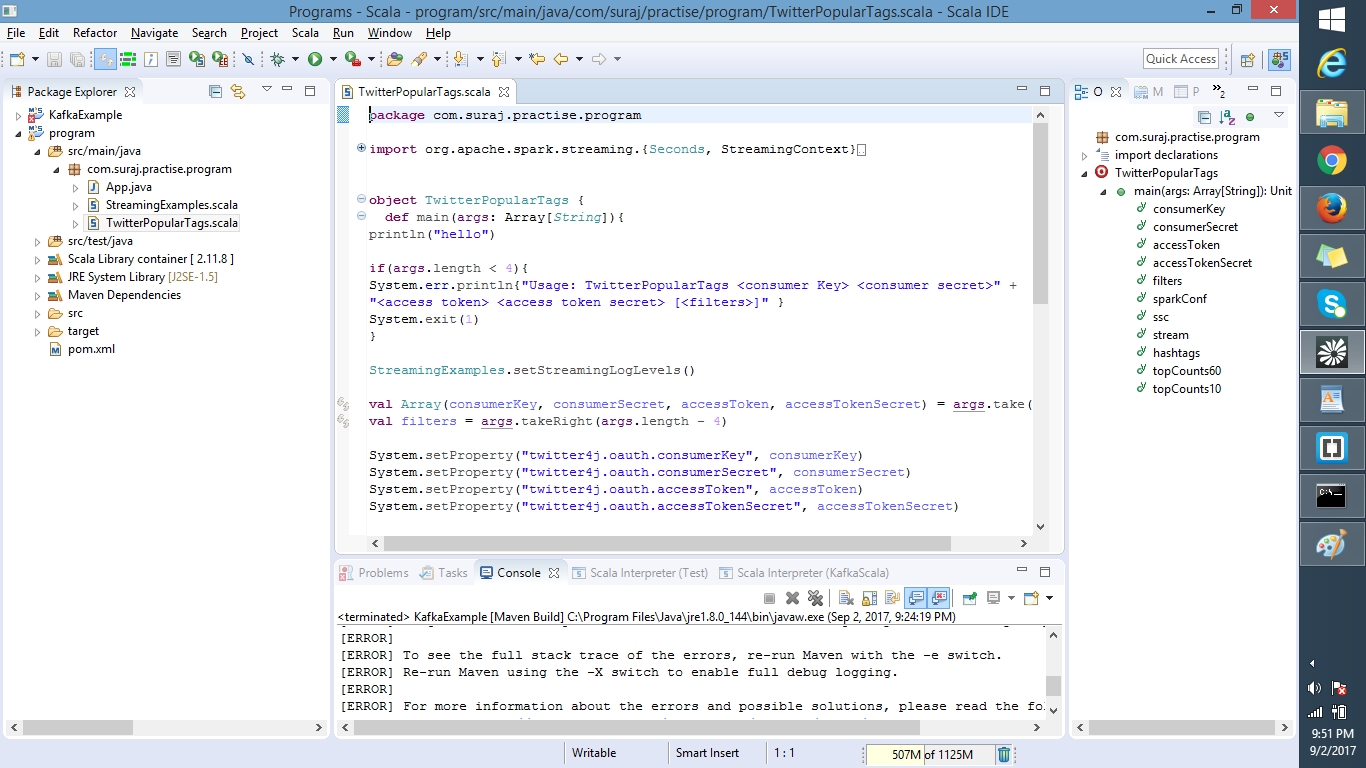 Programs - Scala - program/src/main/java/com/suraj/practise/program/TwitterPopularTags.scala - Scala IDE
File Edit Refactor Navigate Search Project Scala Run Window Help
Quick Access
Package Explorer
KafkaExample
program
src/main/java
com.suraj.practise.program
App.java
StreamingExamples.scala
TwitterPopularTags.scala
src/test/java
Scala Library container [ 2.11.8 ]
JRE System Library [J2SE-1.5]
Maven Dependencies
src
target
pom.xml
TwitterPopularTags.scala
package com.suraj.practise.program
import org.apache.spark.streaming.{Seconds, StreamingContext}
object TwitterPopularTags {
def main(args: Array[String]){
println("hello")
if(args.length < 4){
System.err.println{"Usage: TwitterPopularTags <consumer Key> <consumer secret>" +
"<access token> <access token secret> [<filters>]" }
System.exit(1)
}
StreamingExamples.setStreamingLogLevels()
val Array(consumerKey, consumerSecret, accessToken, accessTokenSecret) = args.take(
val filters = args.takeRight(args.length - 4)
System.setProperty("twitter4j.oauth.consumerKey", consumerKey)
System.setProperty("twitter4j.oauth.consumerSecret", consumerSecret)
System.setProperty("twitter4j.oauth.accessToken", accessToken)
System.setProperty("twitter4j.oauth.accessTokenSecret", accessTokenSecret)
O M P 2
com.suraj.practise.program
import declarations
TwitterPopularTags
main(args: Array[String]): Unit
consumerKey
consumerSecret
accessToken
accessTokenSecret
filters
sparkConf
ssc
stream
hashtags
topCounts60
topCounts10
Problems Tasks Console Scala Interpreter (Test) Scala Interpreter (KafkaScala)
<terminated> KafkaExample [Maven Build] C:\Program Files\Java\jre1.8.0_144\bin\javaw.exe (Sep 2, 2017, 9:24:19 PM)
[ERROR]
[ERROR] To see the full stack trace of the errors, re-run Maven with the -e switch.
[ERROR] Re-run Maven using the -X switch to enable full debug logging.
[ERROR]
[ERROR] For more information about the errors and possible solutions, please read the fo
Writable Smart Insert 1 : 1 507M of 1125M
9:51 PM
9/2/2017